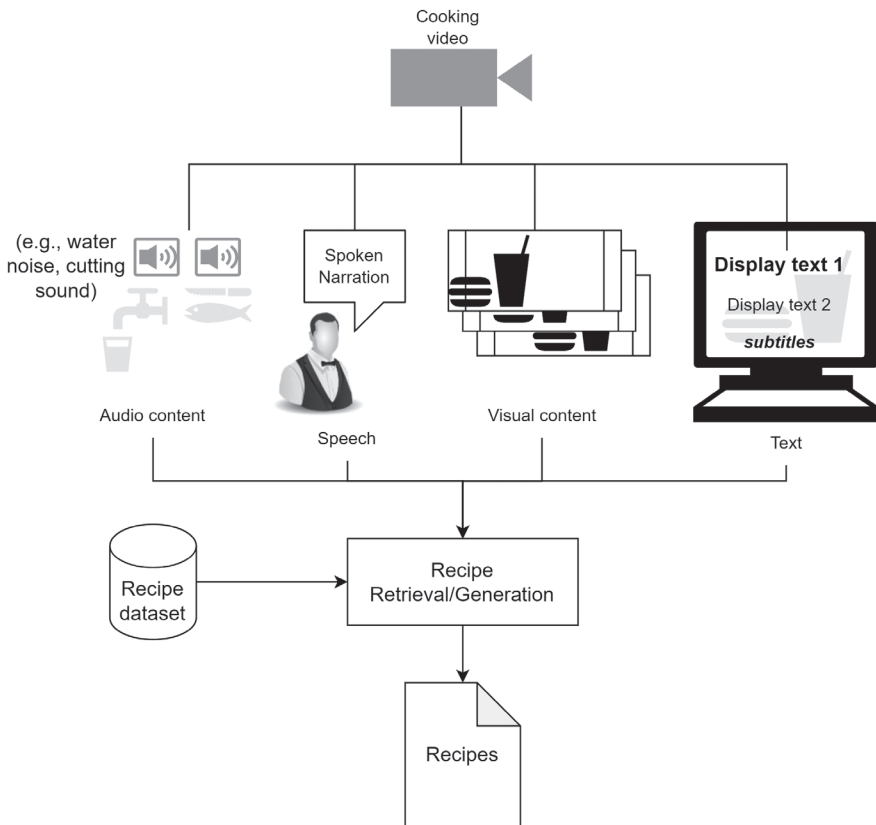 Cooking
video
(e.g., water
noise, cutting
sound)
Spoken
Narration
Display text 1
Display text 2
subtitles
Audio content
Speech
Visual content
Text
Recipe
dataset
Recipe
Retrieval/Generation
Recipes